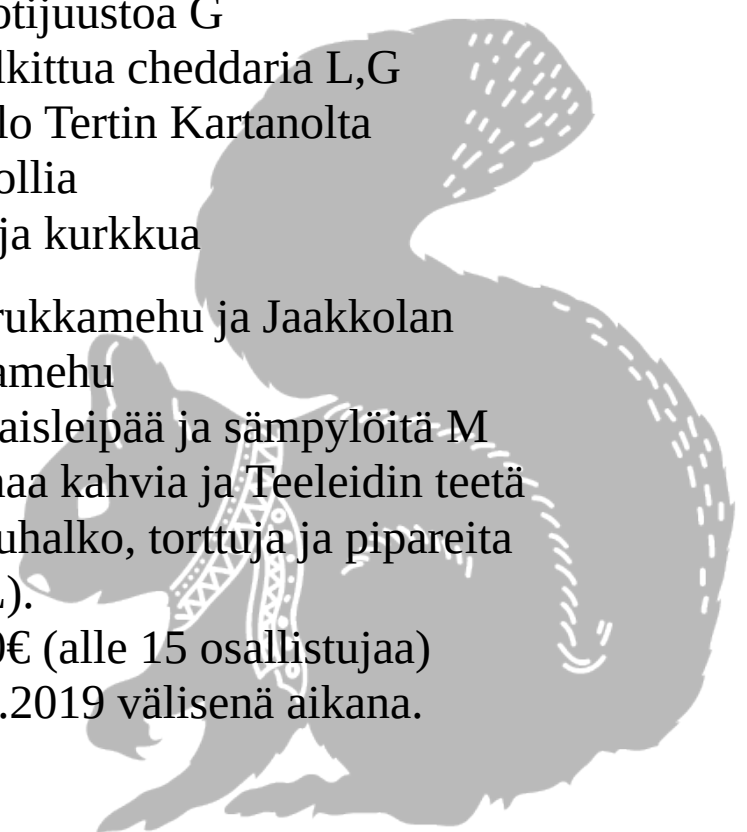 otijuustoa G
lkittua cheddaria L,G
lo Tertin Kartanolta
ollia
ja kurkkua
rukkamehu ja Jaakkolan
amehu
aisleipää ja sämpylöitä M
naa kahvia ja Teeleidin teetä
uhalko, torttuja ja pipareita
L).
0€ (alle 15 osallistujaa)
.2019 välisenä aikana.